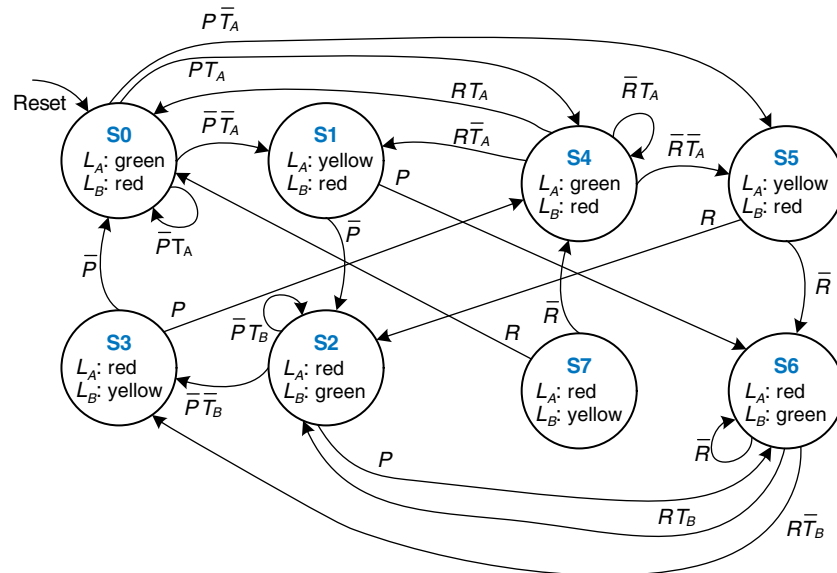 P T̅A
PTA
Reset
RTA
R̅TA
S0
LA: green
LB: red
P̅ T̅A
S1
LA: yellow
LB: red
RT̅A
S4
LA: green
LB: red
R̅T̅A
S5
LA: yellow
LB: red
P
R
P̅TA
P̅
P̅
R̅
P
R
R̅
S3
LA: red
LB: yellow
P̅TB
S2
LA: red
LB: green
S7
LA: red
LB: yellow
S6
LA: red
LB: green
P̅T̅B
R̅
P
RTB
RT̅B